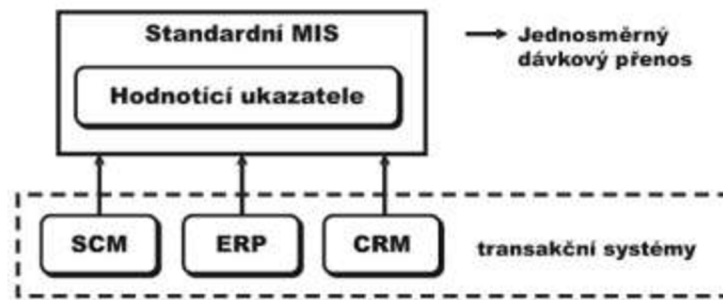 Standardní MIS
Hodnotící ukazatele
Jednosměrný
dávkový přenos
SCM
ERP
CRM
transakční systémy